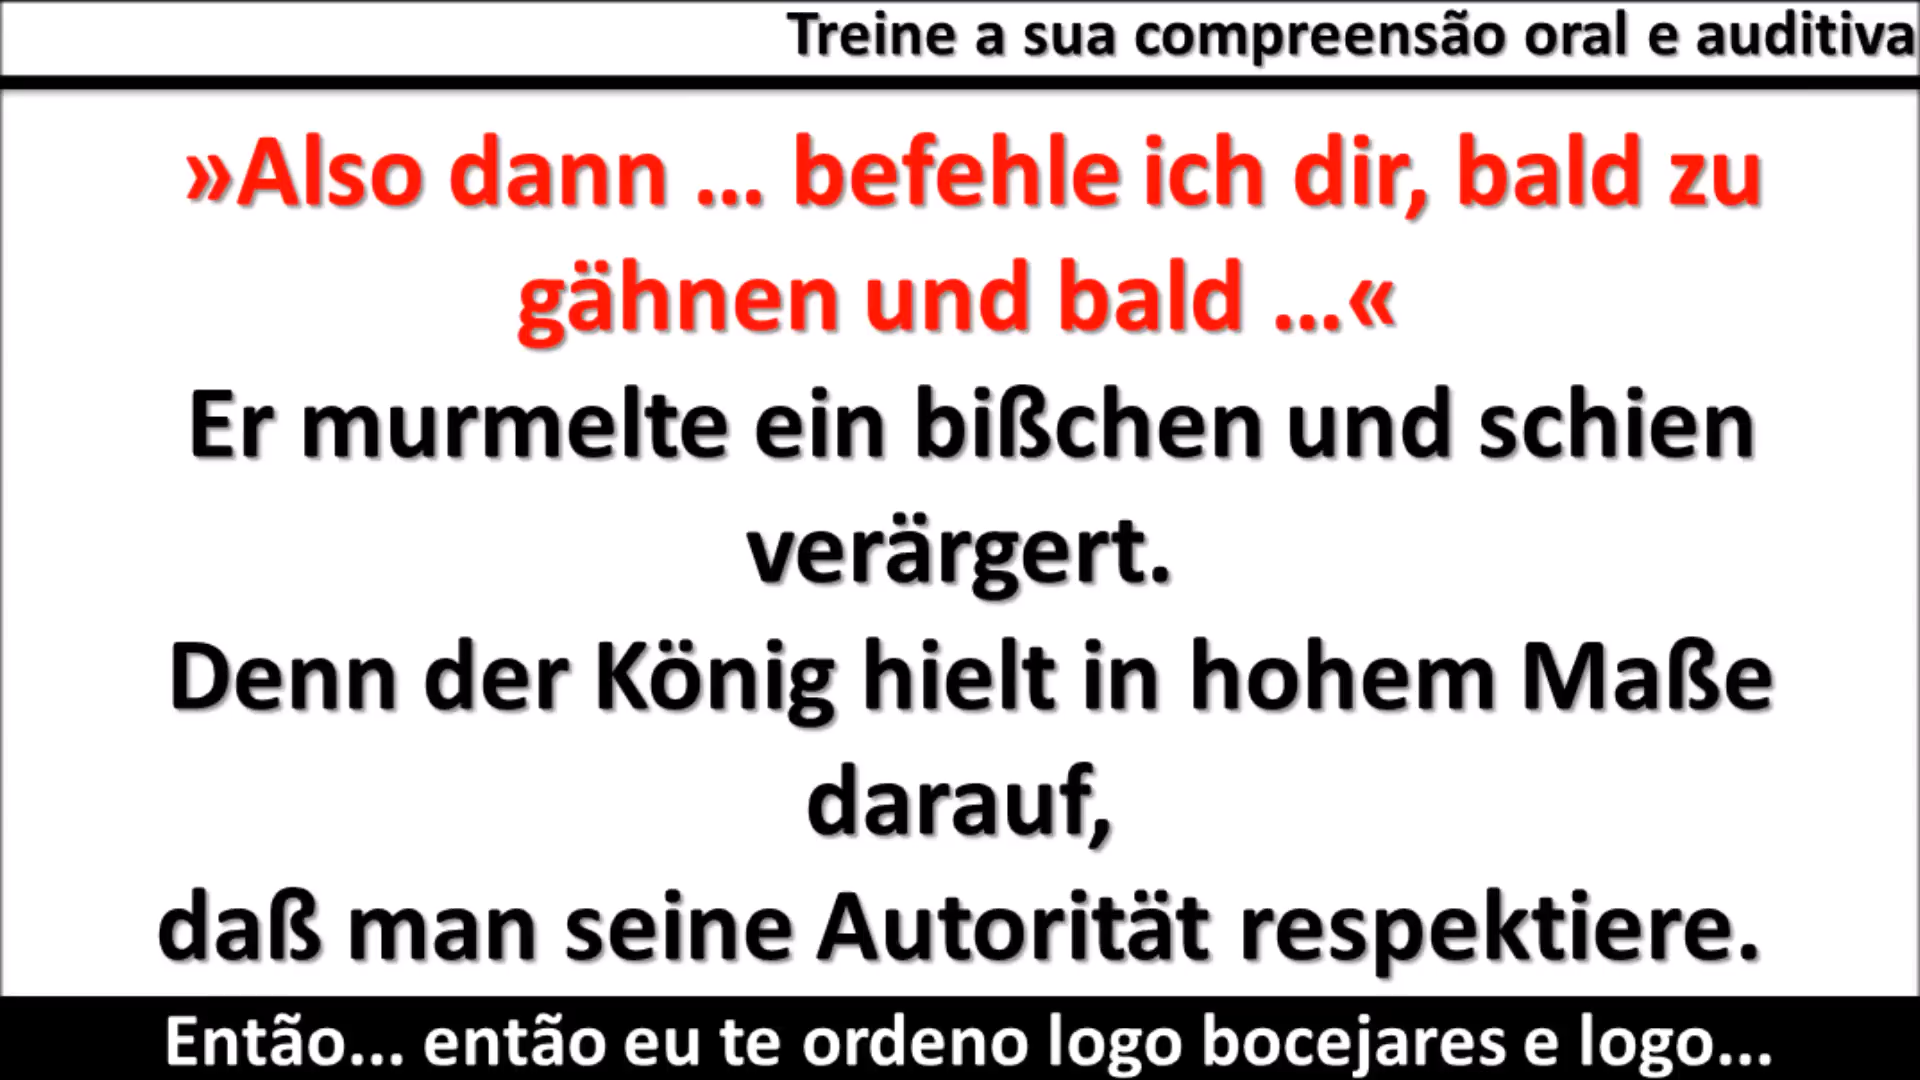 Treine a sua compreensão oral e auditiva
»Also dann ... befehle ich dir, bald zu
gähnen und bald ...«
Er murmelte ein bißchen und schien
verärgert.
Denn der König hielt in hohem Maße
darauf,
daß man seine Autorität respektiere.
Então... então eu te ordeno logo bocejares e logo...